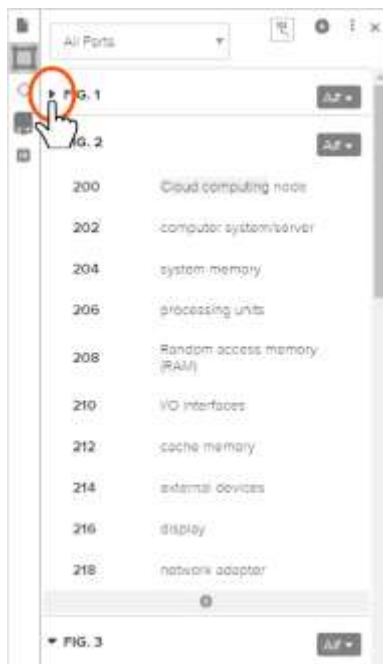 All Parts
FIG. 1
All
FIG. 2
All
200 Cloud computing node
202 computer system/server
204 system memory
206 processing units
208 Random access memory
(RAM)
210 I/O interfaces
212 cache memory
214 external devices
216 display
218 network adapter
FIG. 3
All